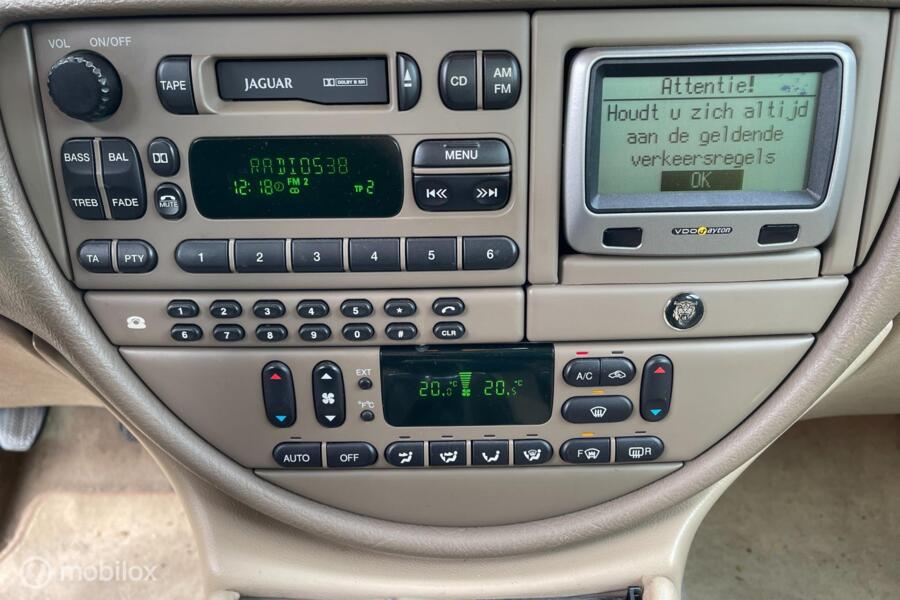 VOL ON/OFF
TAPE
JAGUAR DOLBY B NR
CD
AM
FM
BASS BAL
TREB FADE
MUTE
RADIO538
12:18 FM 2
CD
TP 2
MENU
TA PTY
1 2 3 4 5 6
Attentie!
Houdt u zich altijd
aan de geldende
verkeersregels
OK
VDO Dayton
1 2 3 4 5 *
6 7 8 9 0 # CLR
EXT
°F°C
20.0°C 20.5°C
A/C
AUTO OFF
F R
mobilox